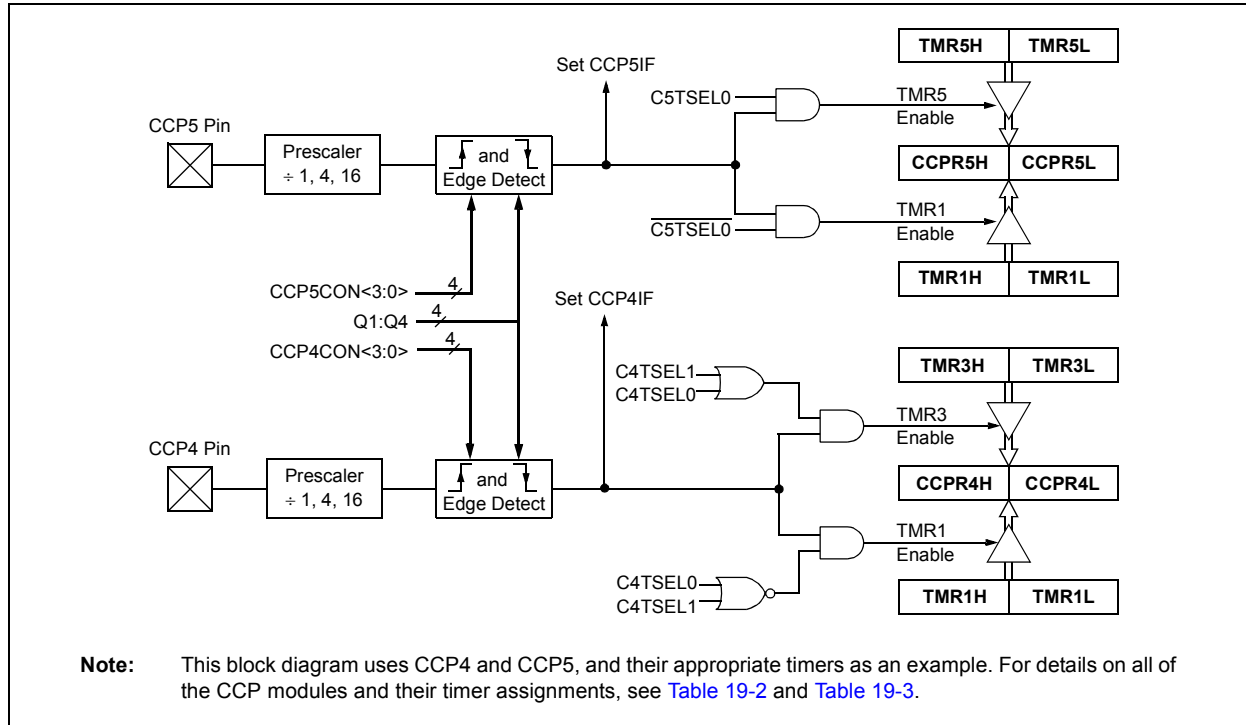 TMR5H TMR5L
Set CCP5IF
C5TSEL0
TMR5
Enable
CCP5 Pin
Prescaler
÷ 1, 4, 16
and
Edge Detect
CCPR5H CCPR5L
C5TSEL0
TMR1
Enable
TMR1H TMR1L
CCP5CON<3:0> 4
Q1:Q4 4
CCP4CON<3:0> 4
Set CCP4IF
TMR3H TMR3L
C4TSEL1
C4TSEL0
TMR3
Enable
CCP4 Pin
Prescaler
÷ 1, 4, 16
and
Edge Detect
CCPR4H CCPR4L
TMR1
Enable
C4TSEL0
C4TSEL1
TMR1H TMR1L
Note: This block diagram uses CCP4 and CCP5, and their appropriate timers as an example. For details on all of
the CCP modules and their timer assignments, see Table 19-2 and Table 19-3.